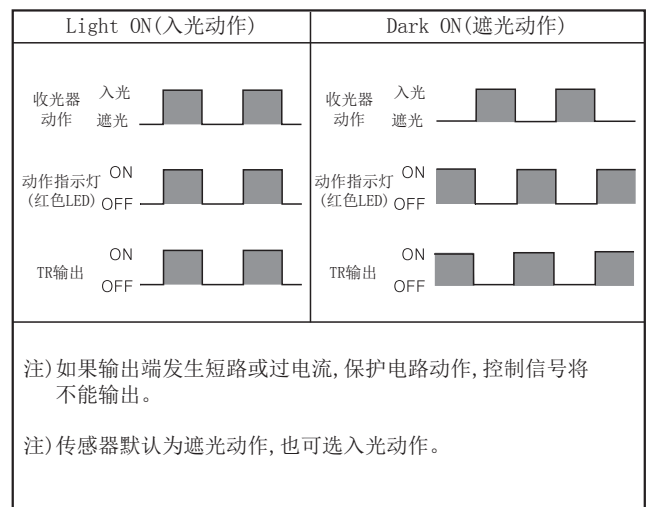 Light ON(入光动作)
Dark ON(遮光动作)
收光器 入光
动作 遮光
动作指示灯 ON
(红色LED) OFF
ON
TR输出
OFF
收光器 入光
动作 遮光
动作指示灯 ON
(红色LED) OFF
ON
TR输出
OFF
注)如果输出端发生短路或过电流,保护电路动作,控制信号将
不能输出。
注)传感器默认为遮光动作,也可选入光动作。